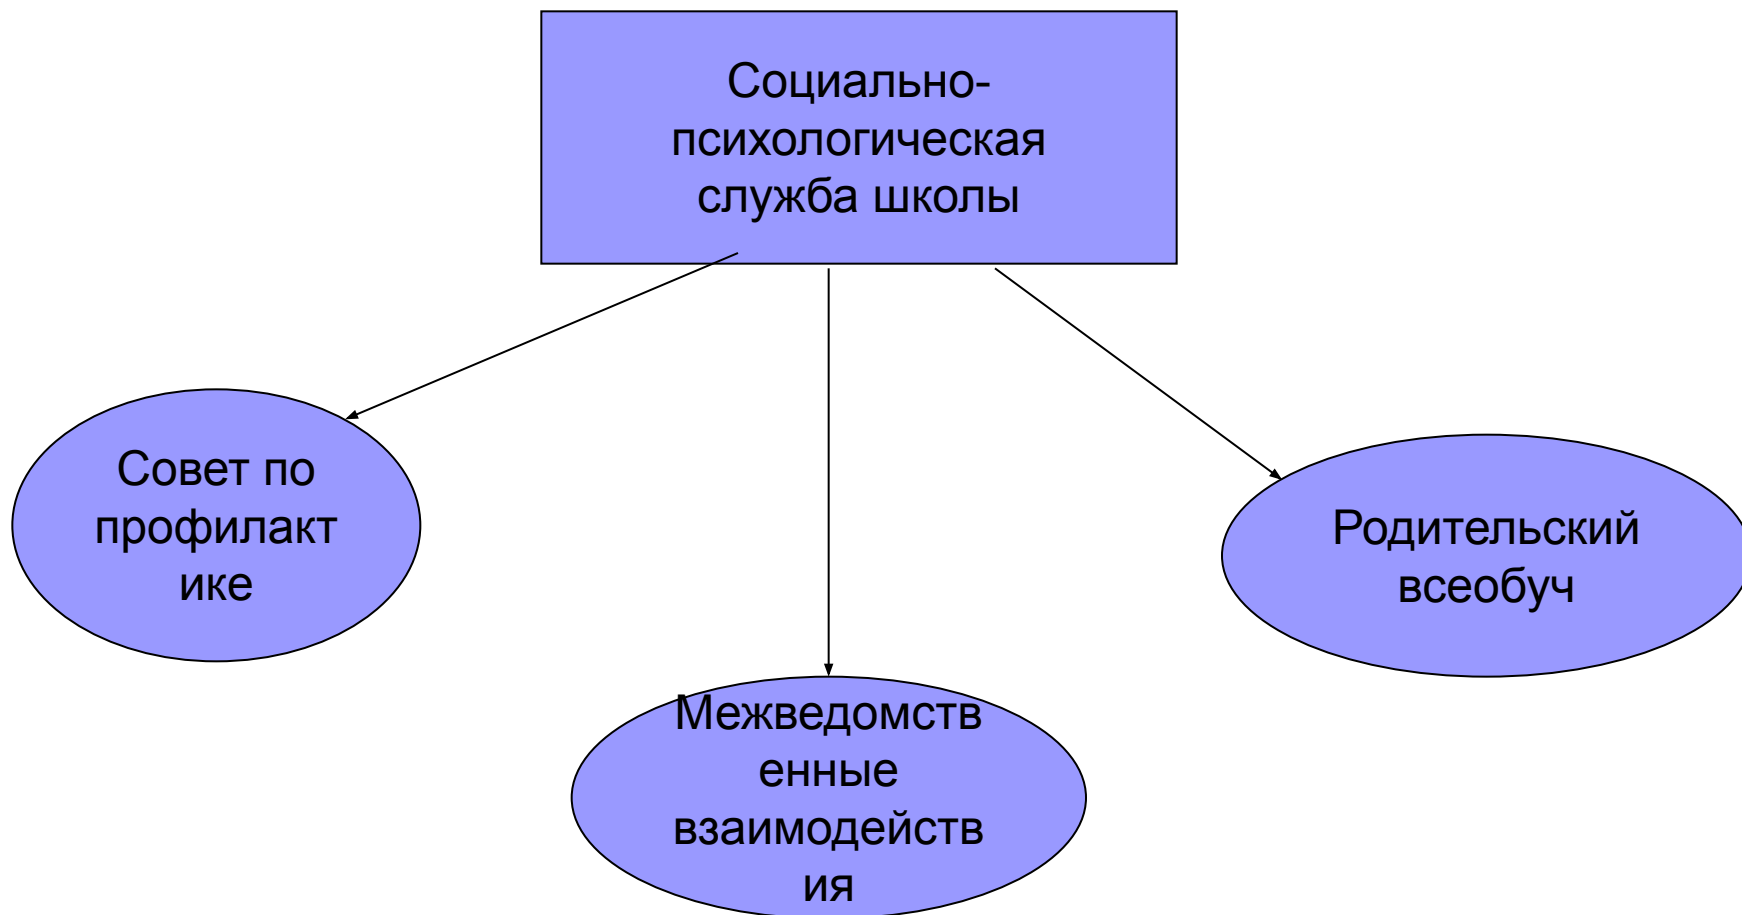 Социально-
психологическая
служба школы
Совет по
профилакт
ике
Родительский
всеобуч
Межведомств
енные
взаимодейств
ия